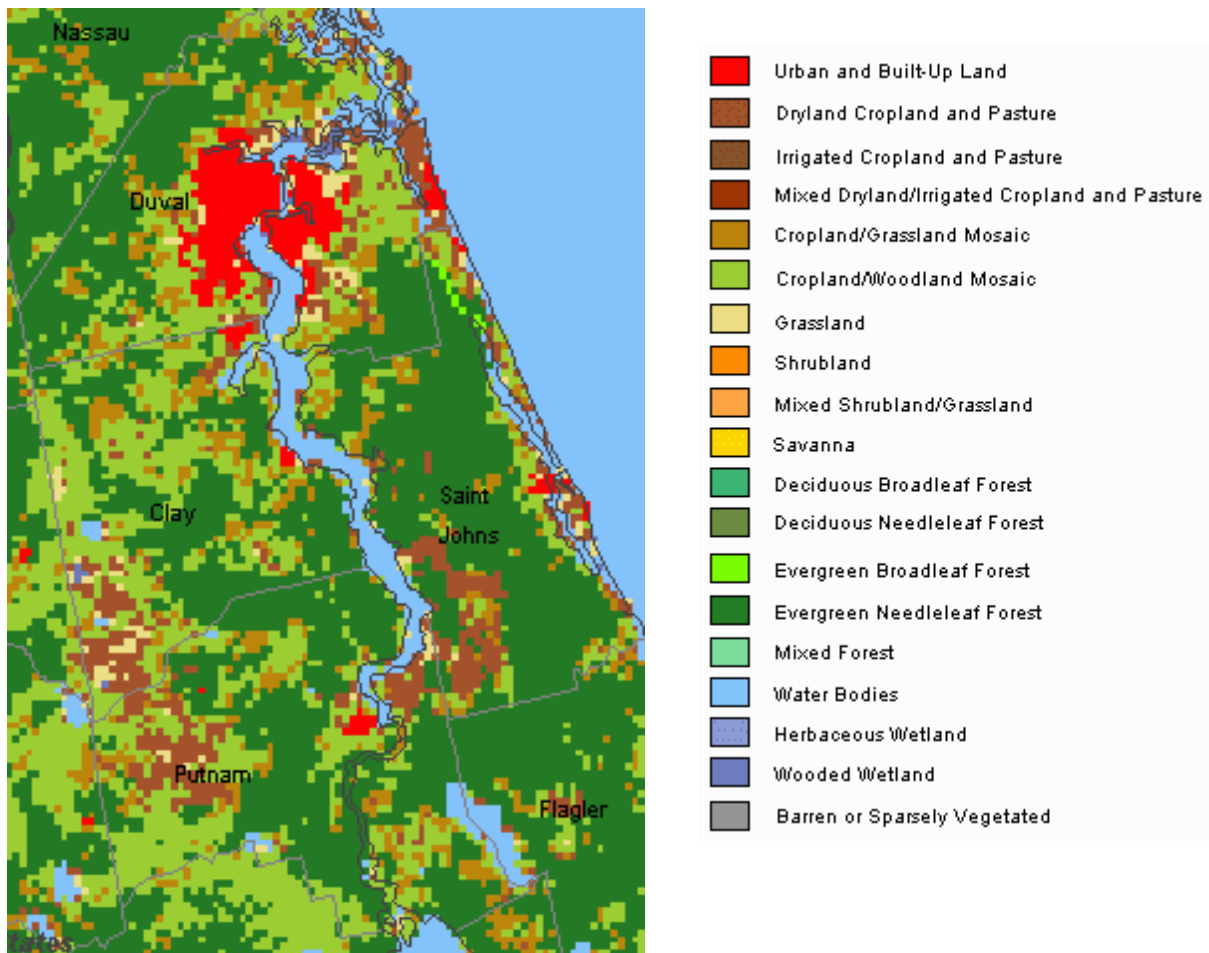 Nassau
Duval
Clay
Saint
Johns
Putnam
Flagler
tates
Urban and Built-Up Land
Dryland Cropland and Pasture
Irrigated Cropland and Pasture
Mixed Dryland/Irrigated Cropland and Pasture
Cropland/Grassland Mosaic
Cropland/Woodland Mosaic
Grassland
Shrubland
Mixed Shrubland/Grassland
Savanna
Deciduous Broadleaf Forest
Deciduous Needleleaf Forest
Evergreen Broadleaf Forest
Evergreen Needleleaf Forest
Mixed Forest
Water Bodies
Herbaceous Wetland
Wooded Wetland
Barren or Sparsely Vegetated